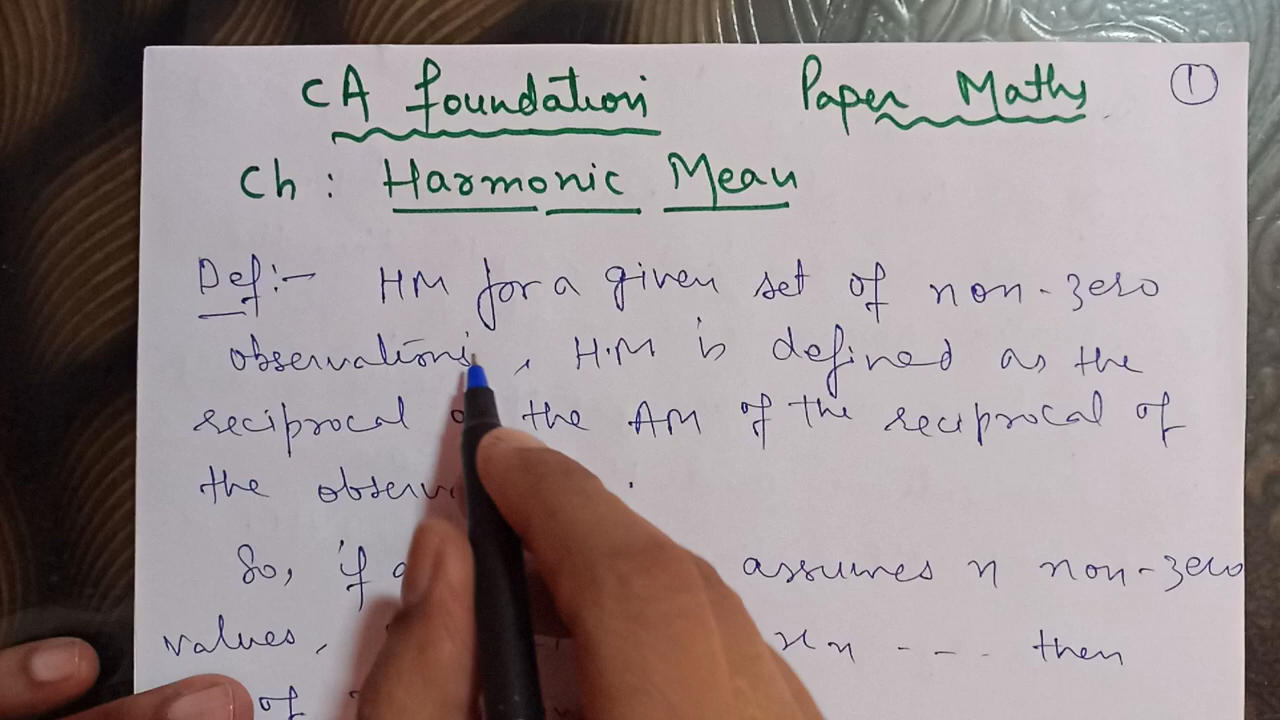 CA foundation Paper Maths 1
Ch : Harmonic Mean
Def:- HM for a given set of non-zero
observations, H.M is defined as the
reciprocal the AM of the reciprocal of
the
So, if assumes n non-zero
values, xn - - - then
of